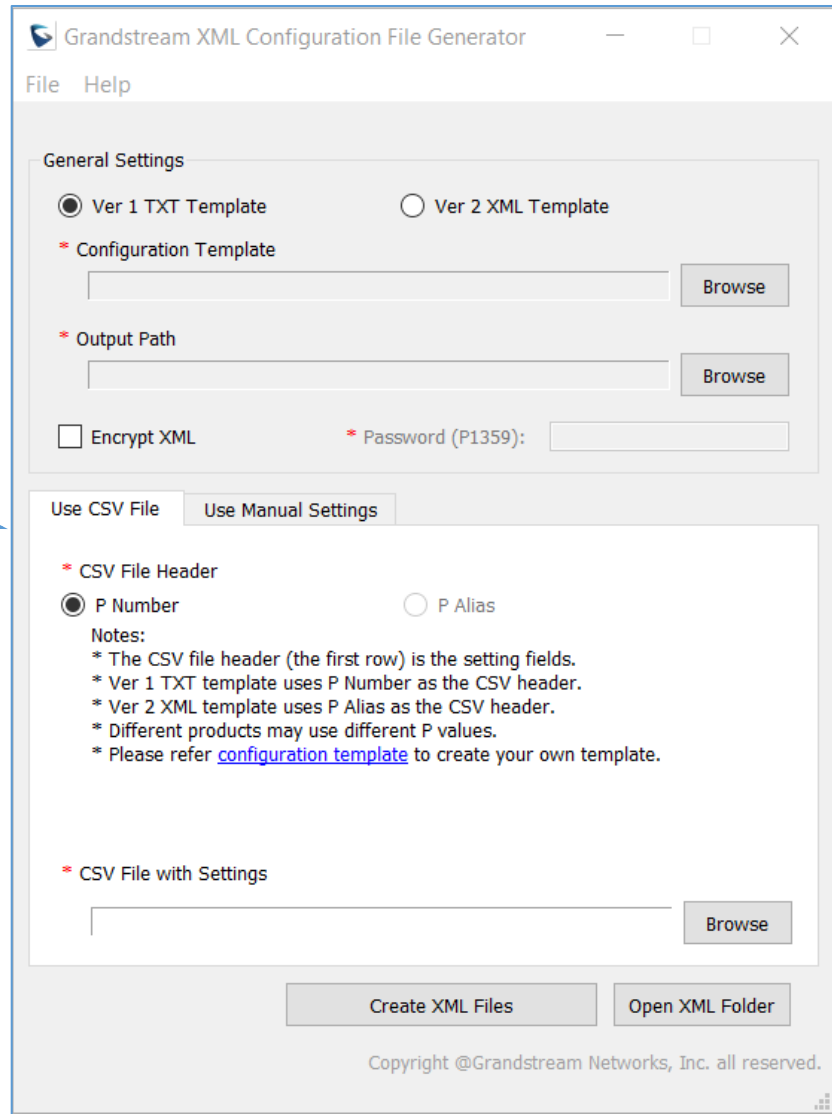 Grandstream XML Configuration File Generator
File Help
General Settings
Ver 1 TXT Template Ver 2 XML Template
* Configuration Template
Browse
* Output Path
Browse
Encrypt XML * Password (P1359):
Use CSV File Use Manual Settings
* CSV File Header
P Number P Alias
Notes:
* The CSV file header (the first row) is the setting fields.
* Ver 1 TXT template uses P Number as the CSV header.
* Ver 2 XML template uses P Alias as the CSV header.
* Different products may use different P values.
* Please refer configuration template to create your own template.
* CSV File with Settings
Browse
Create XML Files Open XML Folder
Copyright @Grandstream Networks, Inc. all reserved.